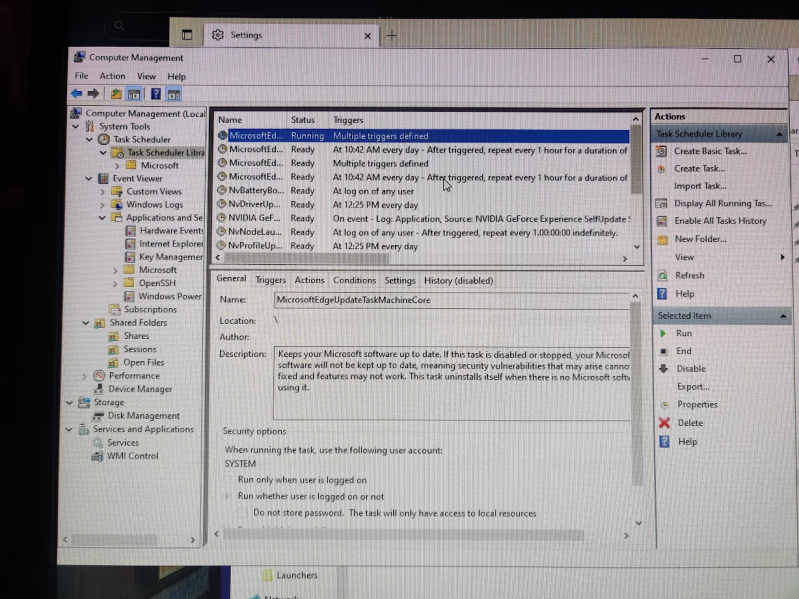 Settings
Computer Management
File Action View Help
Computer Management (Local
System Tools
Task Scheduler
Task Scheduler Libra
Microsoft
Event Viewer
Custom Views
Windows Logs
Applications and Se
Hardware Events
Internet Explorer
Key Managemer
Microsoft
OpenSSH
Windows Power
Subscriptions
Shared Folders
Shares
Sessions
Open Files
Performance
Device Manager
Storage
Disk Management
Services and Applications
Services
WMI Control
Name Status Triggers
MicrosoftEd... Running Multiple triggers defined
MicrosoftEd... Ready At 10:42 AM every day - After triggered, repeat every 1 hour for a duration of
MicrosoftEd... Ready Multiple triggers defined
MicrosoftEd... Ready At 10:42 AM every day - After triggered, repeat every 1 hour for a duration of
NvBatteryBo... Ready At log on of any user
NvDriverUp... Ready At 12:25 PM every day
NVIDIA GeF... Ready On event - Log: Application, Source: NVIDIA GeForce Experience SelfUpdate S
NvNodeLau... Ready At log on of any user - After triggered, repeat every 1.00:00:00 indefinitely.
NvProfileUp... Ready At 12:25 PM every day
General Triggers Actions Conditions Settings History (disabled)
Name: MicrosoftEdgeUpdateTaskMachineCore
Location: \
Author:
Description: Keeps your Microsoft software up to date. If this task is disabled or stopped, your Microsof
software will not be kept up to date, meaning security vulnerabilities that may arise canno
fixed and features may not work. This task uninstalls itself when there is no Microsoft softw
using it.
Security options
When running the task, use the following user account:
SYSTEM
Run only when user is logged on
Run whether user is logged on or not
Do not store password. The task will only have access to local resources
Actions
Task Scheduler Library
Create Basic Task...
Create Task...
Import Task...
Display All Running Tas...
Enable All Tasks History
New Folder...
View
Refresh
Help
Selected Item
Run
End
Disable
Export...
Properties
Delete
Help
Launchers